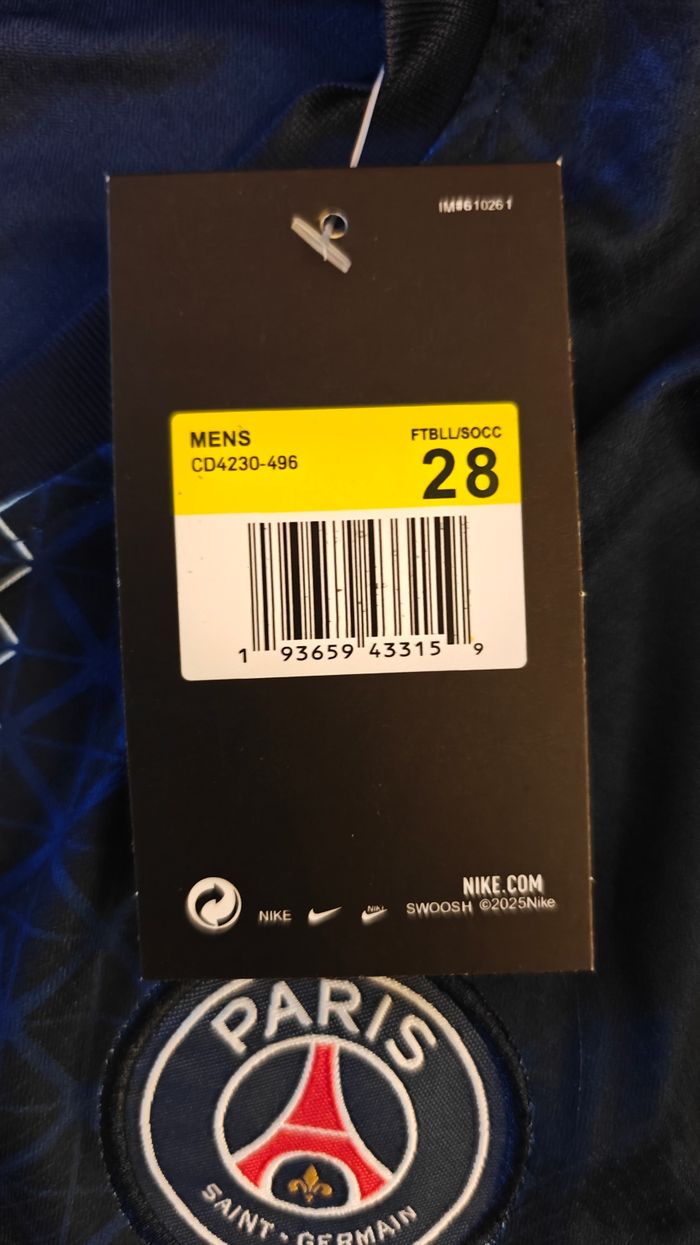 IM#610261
MENS
FTBLL/SOCC
CD4230-496
28
1 93659 43315 9
NIKE.COM
NIKE SWOOSH ©2025Nike
PARIS
SAINT-GERMAIN